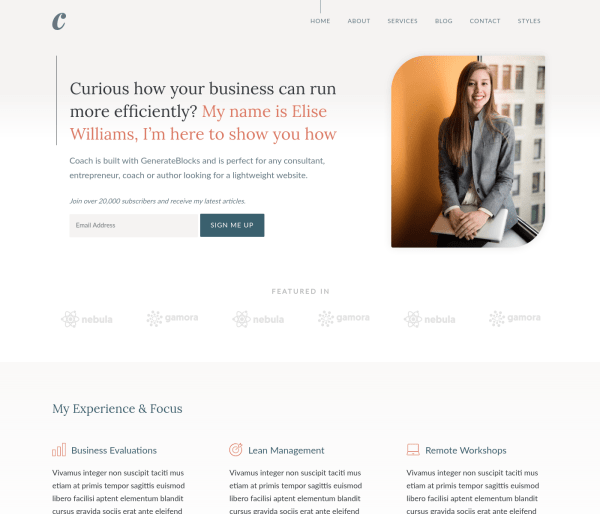 C
HOME ABOUT SERVICES BLOG CONTACT STYLES
Curious how your business can run
more efficiently? My name is Elise
Williams, I'm here to show you how
Coach is built with GenerateBlocks and is perfect for any consultant,
entrepreneur, coach or author looking for a lightweight website.
Join over 20,000 subscribers and receive my latest articles.
Email Address
SIGN ME UP
FEATURED IN
nebula gamora nebula gamora nebula gamora
My Experience & Focus
Business Evaluations
Vivamus integer non suscipit taciti mus
etiam at primis tempor sagittis euismod
libero facilisi aptent elementum blandit
cursus gravida sociis erat ante eleifend
Lean Management
Vivamus integer non suscipit taciti mus
etiam at primis tempor sagittis euismod
libero facilisi aptent elementum blandit
cursus gravida sociis erat ante eleifend
Remote Workshops
Vivamus integer non suscipit taciti mus
etiam at primis tempor sagittis euismod
libero facilisi aptent elementum blandit
cursus gravida sociis erat ante eleifend